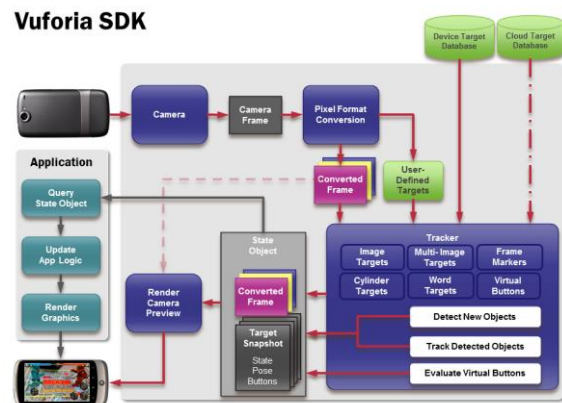 Vuforia SDK
Device Target
Database
Cloud Target
Database
Camera
Camera
Frame
Pixel Format
Conversion
Application
Query
State Object
Update
App Logic
Render
Graphics
Converted
Frame
User-
Defined
Targets
State
Object
Converted
Frame
Target
Snapshot
State
Pose
Buttons
Render
Camera
Preview
Tracker
Image
Targets
Multi-Image
Targets
Frame
Markers
Cylinder
Targets
Word
Targets
Virtual
Buttons
Detect New Objects
Track Detected Objects
Evaluate Virtual Buttons